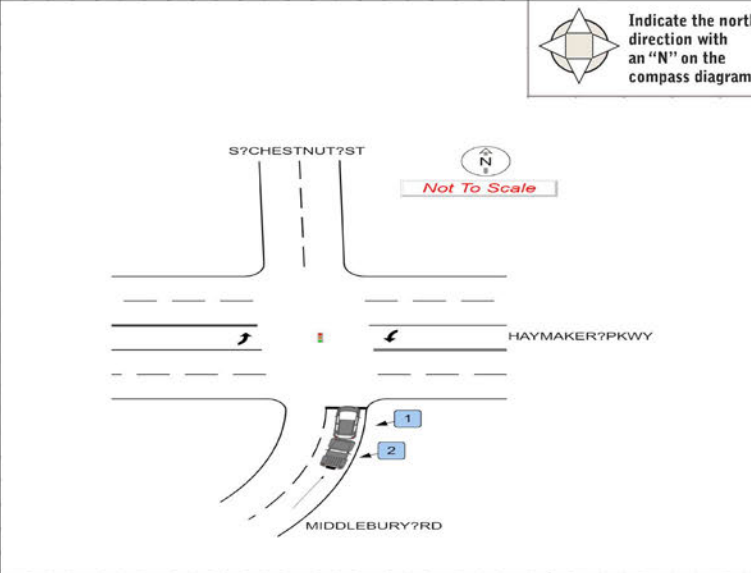 Indicate the north
direction with
an “N” on the
compass diagram
S?CHESTNUT?ST
N
Not To Scale
HAYMAKER?PKWY
1
2
MIDDLEBURY?RD